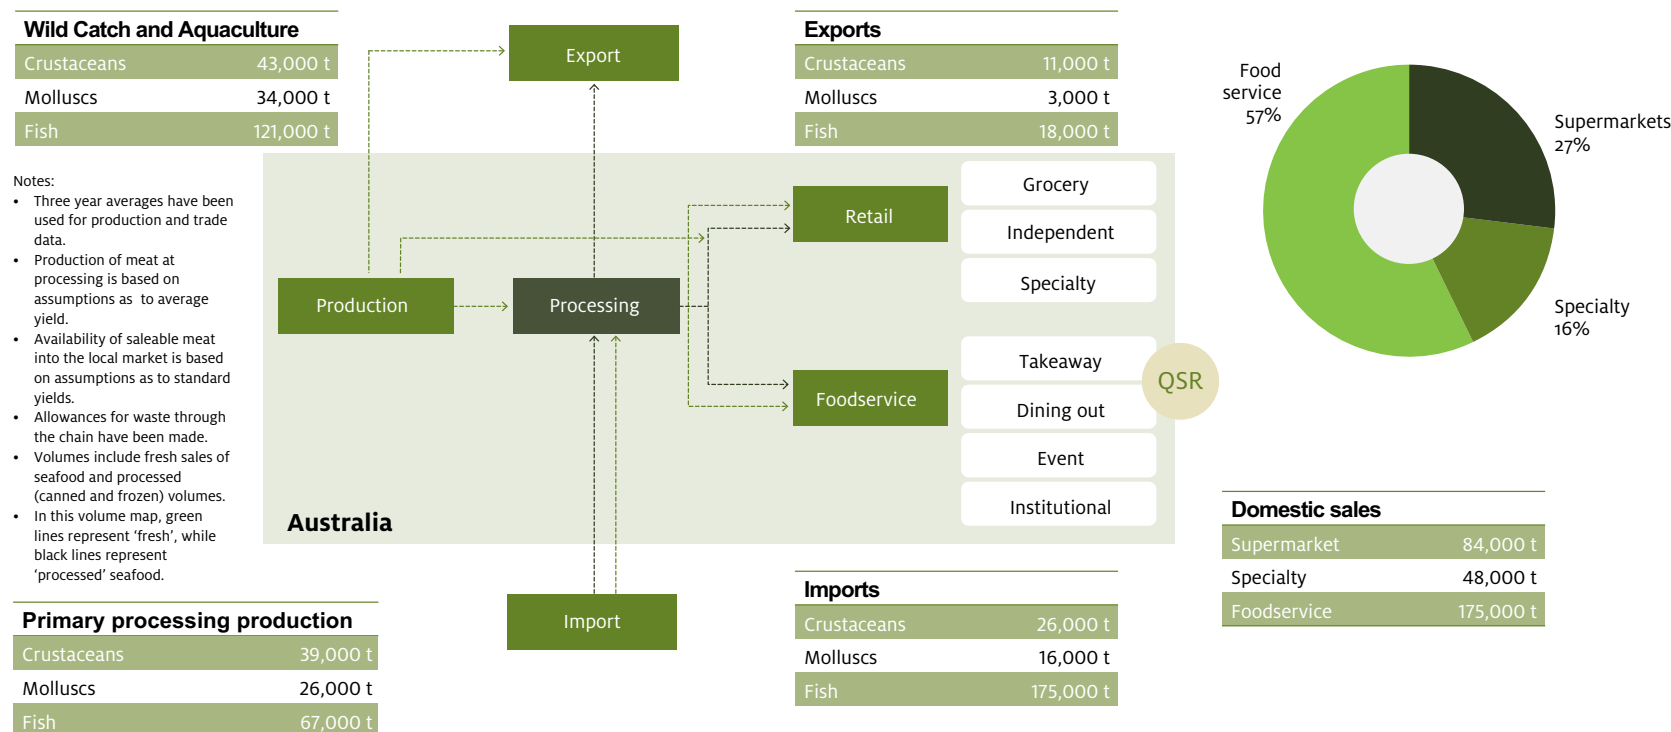 Wild Catch and Aquaculture
Crustaceans 43,000 t
Molluscs 34,000 t
Fish 121,000 t
Export
Exports
Crustaceans 11,000 t
Molluscs 3,000 t
Fish 18,000 t
Food
service
57%
Supermarkets
27%
Specialty
16%
Notes:
• Three year averages have been
used for production and trade
data.
• Production of meat at
processing is based on
assumptions as to average
yield.
• Availability of saleable meat
into the local market is based
on assumptions as to standard
yields.
• Allowances for waste through
the chain have been made.
• Volumes include fresh sales of
seafood and processed
(canned and frozen) volumes.
• In this volume map, green
lines represent ‘fresh’, while
black lines represent
‘processed’ seafood.
Production
Processing
Retail
Grocery
Independent
Specialty
Foodservice
Takeaway
Dining out
Event
Institutional
QSR
Australia
Import
Primary processing production
Crustaceans 39,000 t
Molluscs 26,000 t
Fish 67,000 t
Imports
Crustaceans 26,000 t
Molluscs 16,000 t
Fish 175,000 t
Domestic sales
Supermarket 84,000 t
Specialty 48,000 t
Foodservice 175,000 t